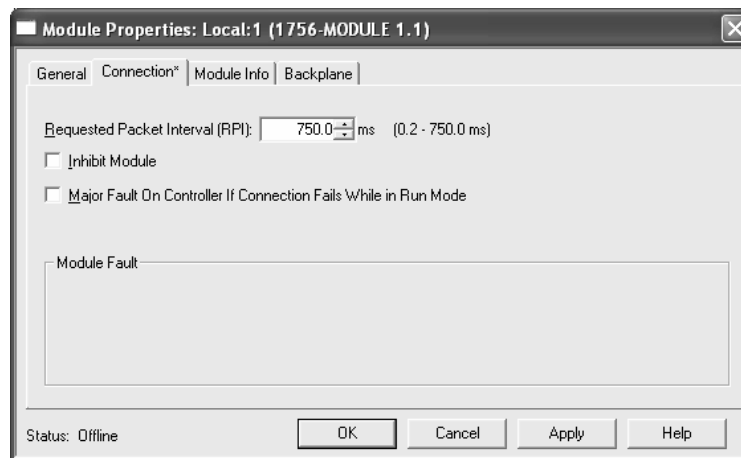 Module Properties: Local:1 (1756-MODULE 1.1)
General Connection* Module Info Backplane
Requested Packet Interval (RPI): 750.0 ms (0.2 - 750.0 ms)
Inhibit Module
Major Fault On Controller If Connection Fails While in Run Mode
Module Fault
Status: Offline OK Cancel Apply Help